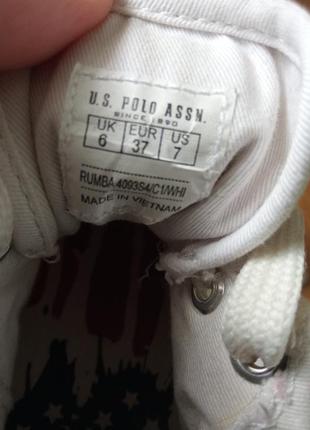 U.S. POLO ASSN.
SINCE 1890
UK EUR US
6 37 7
RUMBA 4093S4/C1/WHI
MADE IN VIETNAM